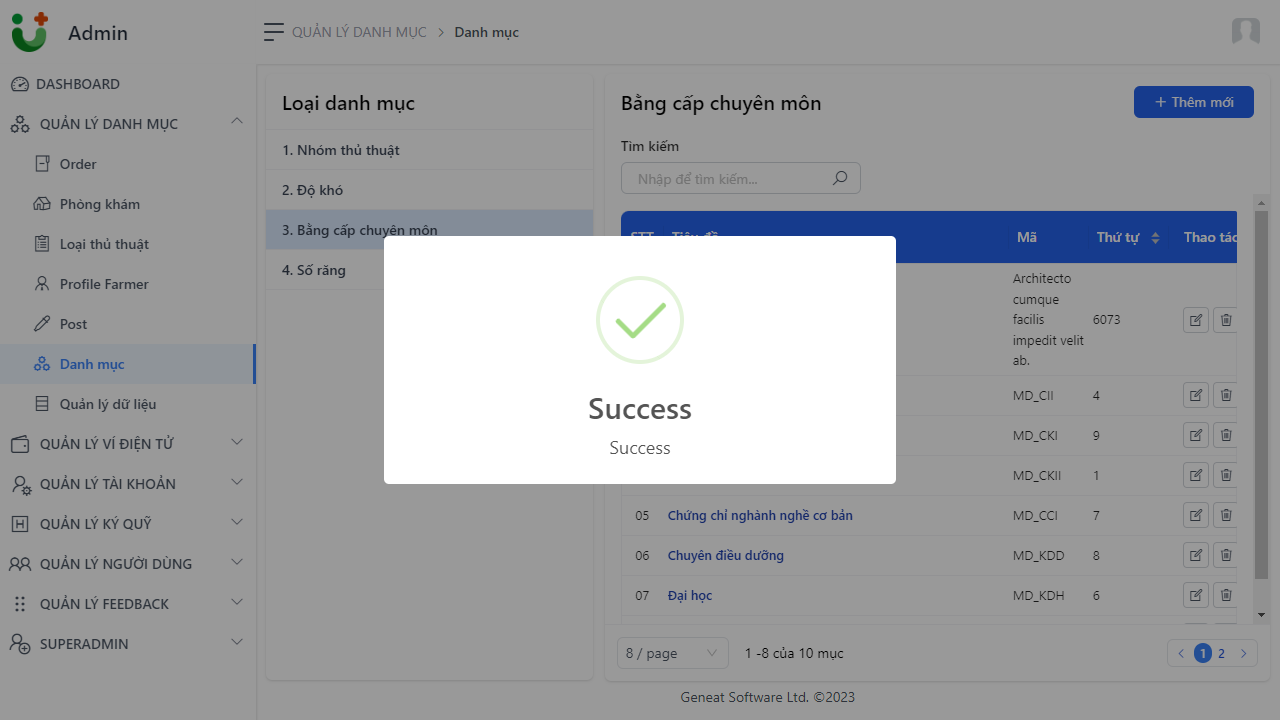 Admin
QUẢN LÝ DANH MỤC
Danh mục
DASHBOARD
QUẢN LÝ DANH MỤC
Order
Phòng khám
Loại thủ thuật
Profile Farmer
Post
Danh mục
Quản lý dữ liệu
QUẢN LÝ VÍ ĐIỆN TỬ
QUẢN LÝ TÀI KHOẢN
QUẢN LÝ KÝ QUỸ
QUẢN LÝ NGƯỜI DÙNG
QUẢN LÝ FEEDBACK
SUPERADMIN
Loại danh mục
1. Nhóm thủ thuật
2. Độ khó
3. Bằng cấp chuyên môn
4. Số răng
Bằng cấp chuyên môn
Thêm mới
Tìm kiếm
Nhập để tìm kiếm...
STT Tiêu đề Mã Thứ tự Thao tác
Architecto
cumque
facilis
impedit velit
ab.
6073
MD_CII 4
MD_CKI 9
MD_CKII 1
05 Chứng chỉ nghành nghề cơ bản MD_CCI 7
06 Chuyên điều dưỡng MD_KDD 8
07 Đại học MD_KDH 6
Success
Success
8 / page
1 -8 của 10 mục
1 2
Geneat Software Ltd. ©2023